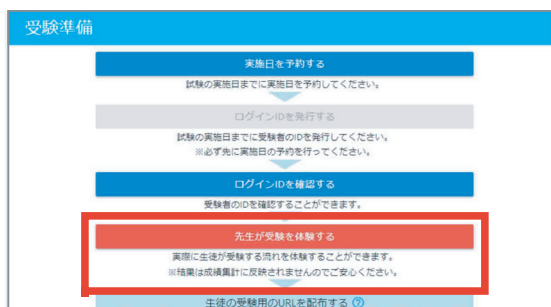 受験準備
実施日を予約する
試験の実施日までに実施日を予約してください。
ログインIDを発行する
試験の実施日までに受験者のIDを発行してください。
※必ず先に実施日の予約を行ってください。
ログインIDを確認する
受験者のIDを確認することができます。
先生が受験を体験する
実際に生徒が受験する流れを体験することができます。
※結果は成績集計に反映されませんのでご安心ください。
生徒の受験用のURLを配布する ?